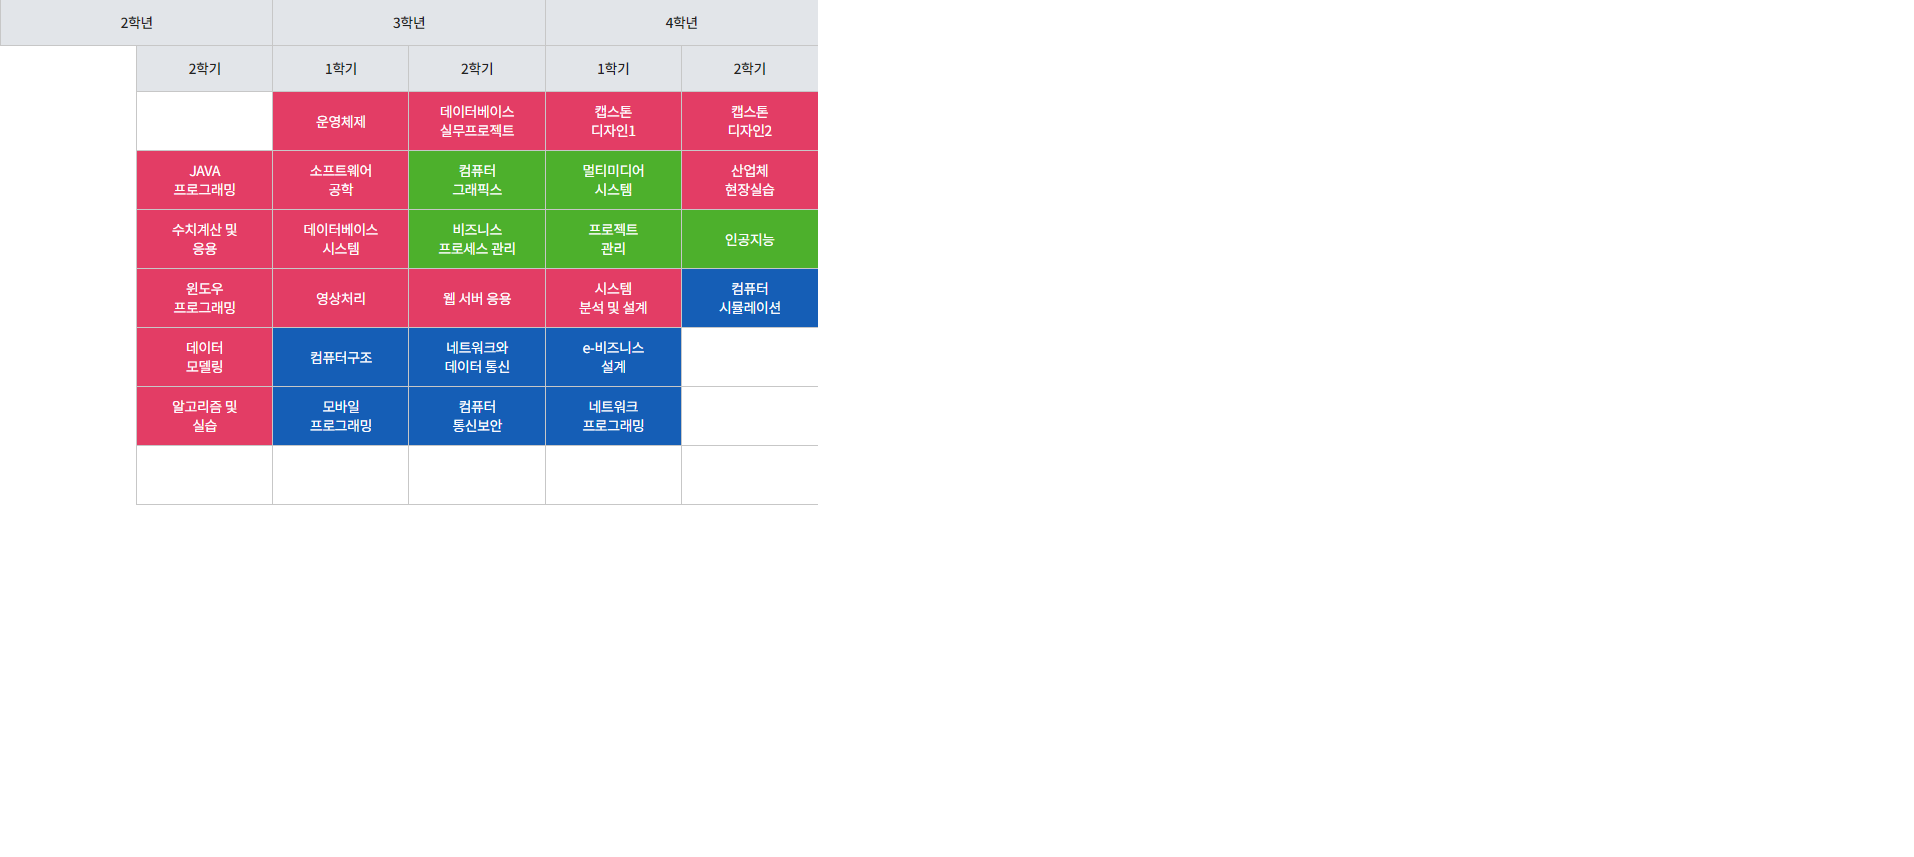 2학년 3학년 4학년
2학기 1학기 2학기 1학기 2학기
운영체제
데이터베이스
실무프로젝트
캡스톤
디자인1
캡스톤
디자인2
JAVA
프로그래밍
소프트웨어
공학
컴퓨터
그래픽스
멀티미디어
시스템
산업체
현장실습
수치계산 및
응용
데이터베이스
시스템
비즈니스
프로세스 관리
프로젝트
관리
인공지능
윈도우
프로그래밍
영상처리
웹 서버 응용
시스템
분석 및 설계
컴퓨터
시뮬레이션
데이터
모델링
컴퓨터구조
네트워크와
데이터 통신
e-비즈니스
설계
알고리즘 및
실습
모바일
프로그래밍
컴퓨터
통신보안
네트워크
프로그래밍